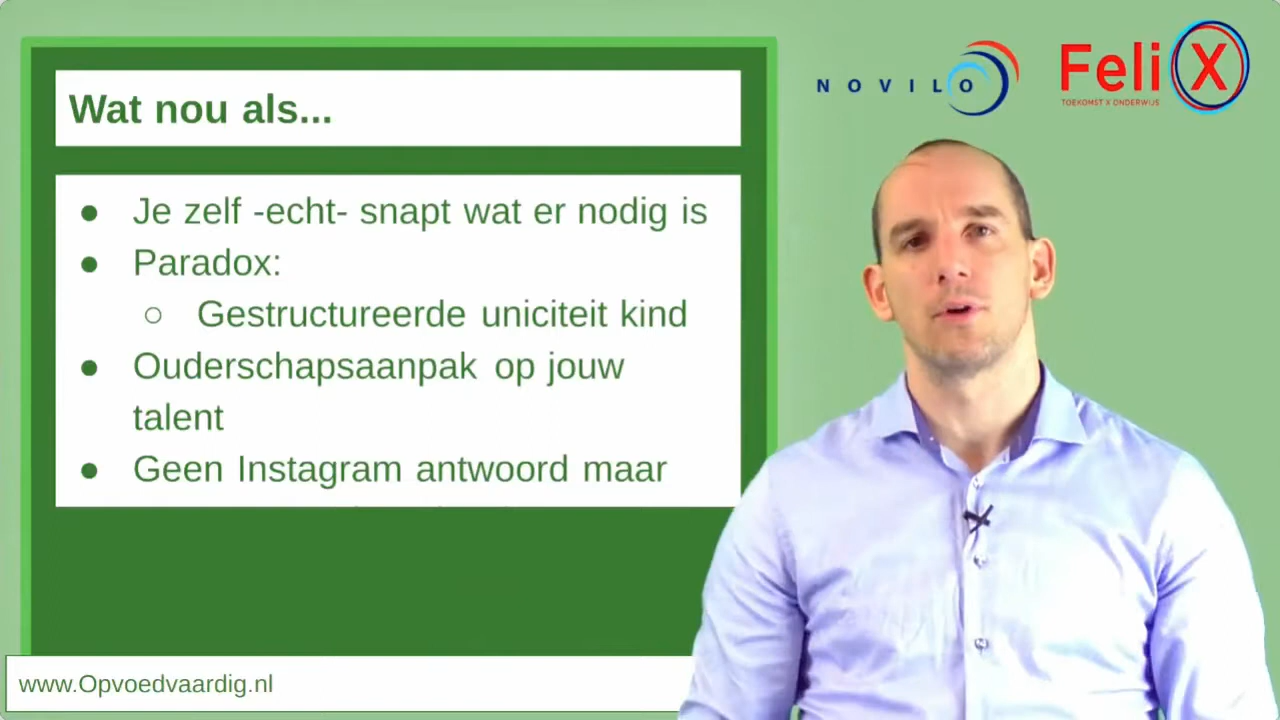 NOVILO
FeliX
TOEKOMST X ONDERWIJS
Wat nou als...
● Je zelf -echt- snapt wat er nodig is
● Paradox:
○ Gestructureerde uniciteit kind
● Ouderschapsaanpak op jouw
talent
● Geen Instagram antwoord maar
www.Opvoedvaardig.nl